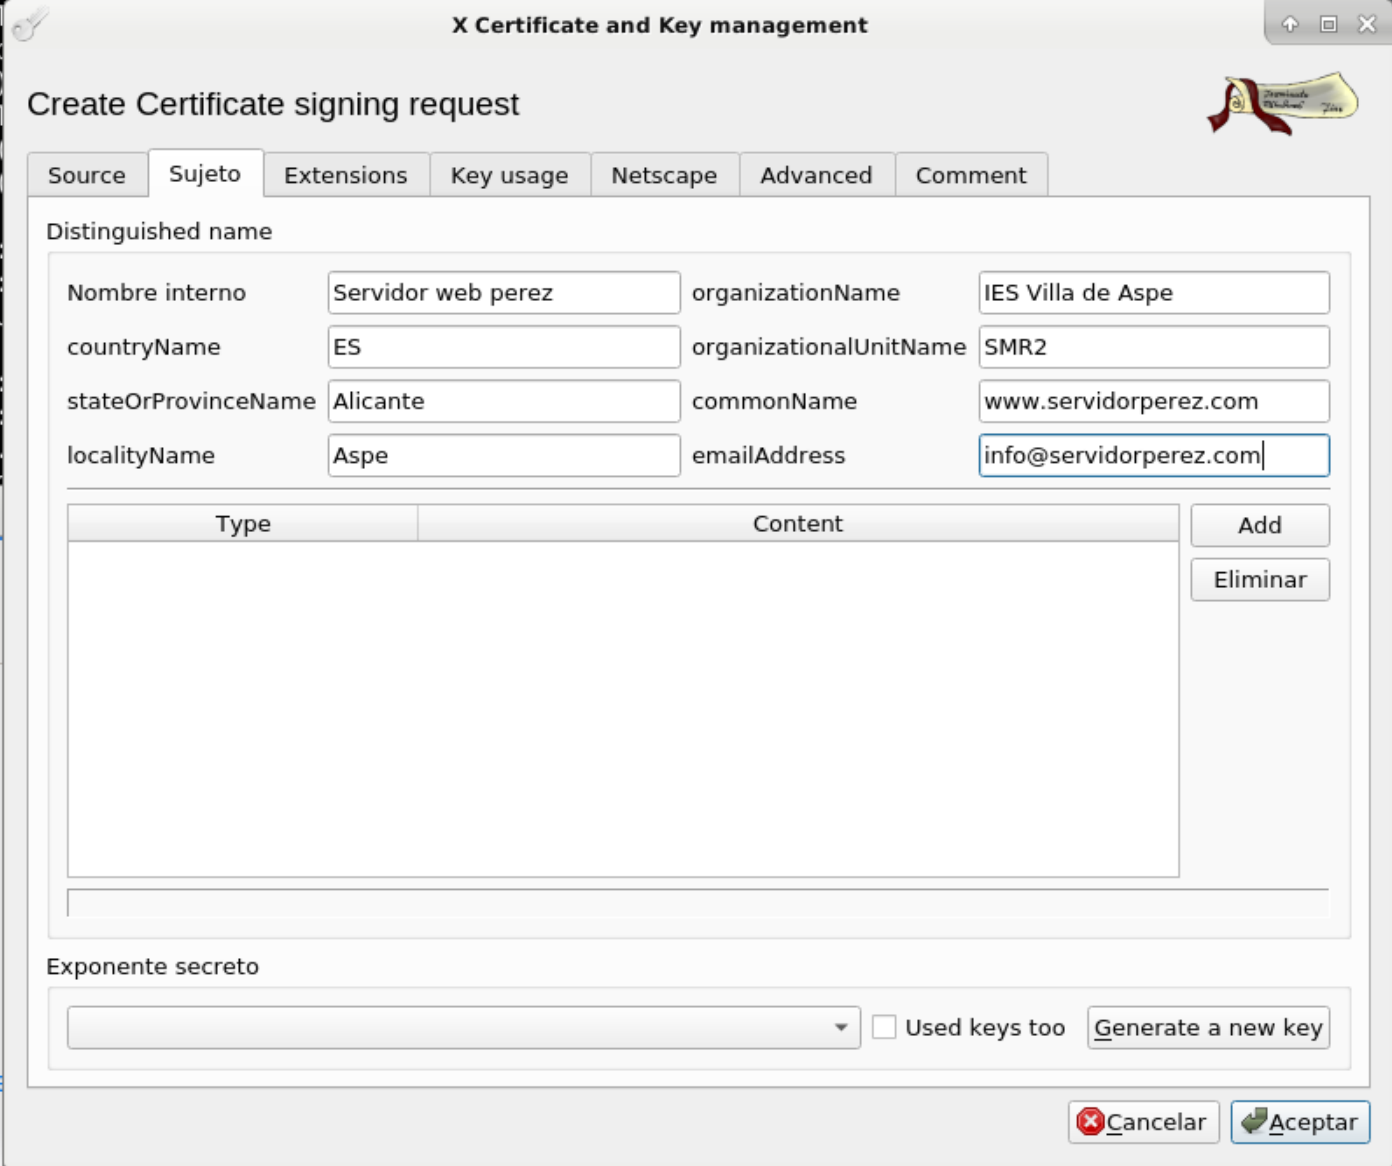 X Certificate and Key management
Create Certificate signing request
Source Sujeto Extensions Key usage Netscape Advanced Comment
Distinguished name
Nombre interno Servidor web perez organizationName IES Villa de Aspe
countryName ES organizationalUnitName SMR2
stateOrProvinceName Alicante commonName www.servidorperez.com
localityName Aspe emailAddress info@servidorperez.com
Type Content Add
Eliminar
Exponente secreto
Used keys too Generate a new key
Cancelar Aceptar